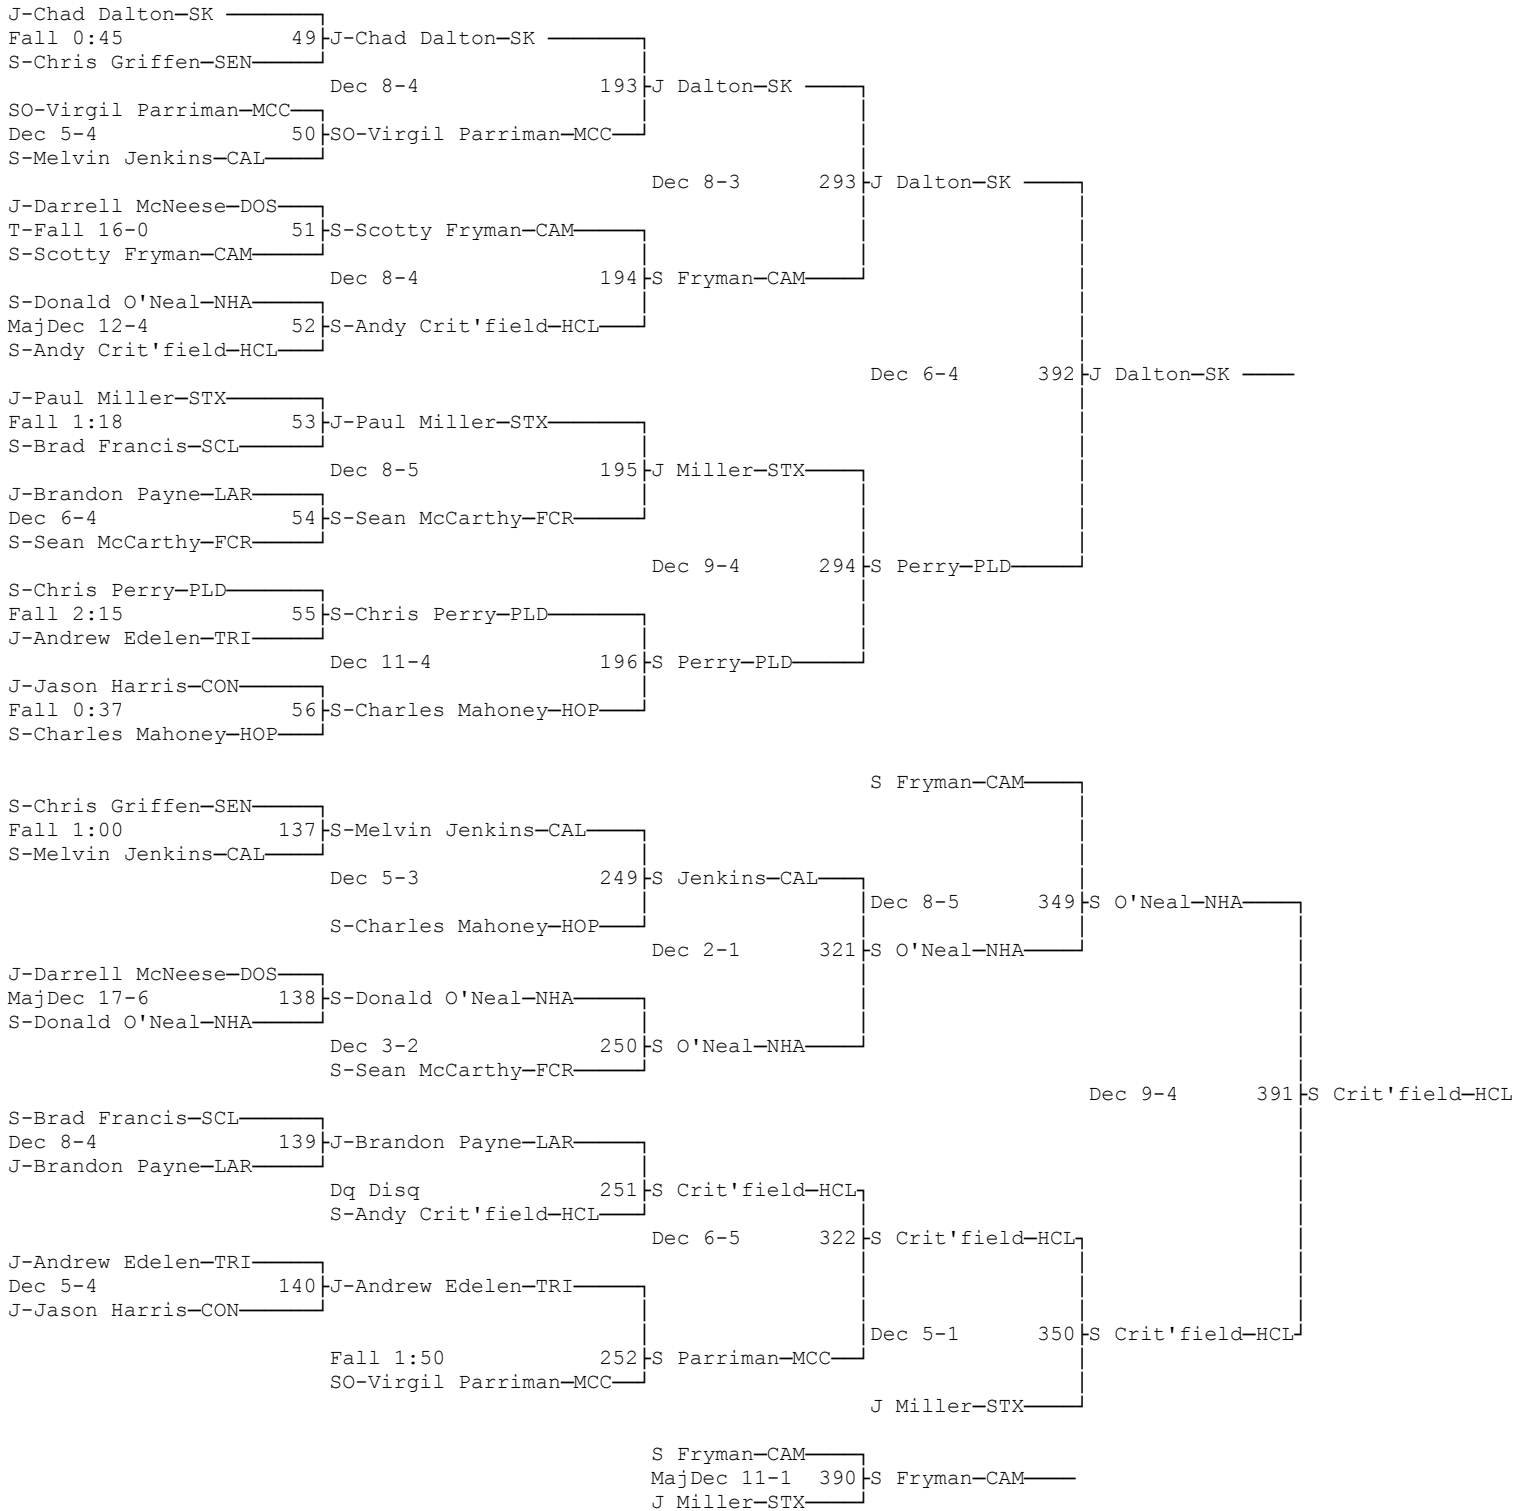 J-Chad Dalton—SK
Fall 0:45 49 J-Chad Dalton—SK
S-Chris Griffen—SEN
Dec 8-4 193 J Dalton—SK
SO-Virgil Parriman—MCC
Dec 5-4 50 SO-Virgil Parriman—MCC
S-Melvin Jenkins—CAL
Dec 8-3 293 J Dalton—SK
J-Darrell McNeese—DOS
T-Fall 16-0 51 S-Scotty Fryman—CAM
S-Scotty Fryman—CAM
Dec 8-4 194 S Fryman—CAM
S-Donald O'Neal—NHA
MajDec 12-4 52 S-Andy Crit'field—HCL
S-Andy Crit'field—HCL
Dec 6-4 392 J Dalton—SK
J-Paul Miller—STX
Fall 1:18 53 J-Paul Miller—STX
S-Brad Francis—SCL
Dec 8-5 195 J Miller—STX
J-Brandon Payne—LAR
Dec 6-4 54 S-Sean McCarthy—FCR
S-Sean McCarthy—FCR
Dec 9-4 294 S Perry—PLD
S-Chris Perry—PLD
Fall 2:15 55 S-Chris Perry—PLD
J-Andrew Edelen—TRI
Dec 11-4 196 S Perry—PLD
J-Jason Harris—CON
Fall 0:37 56 S-Charles Mahoney—HOP
S-Charles Mahoney—HOP
S Fryman—CAM
S-Chris Griffen—SEN
Fall 1:00 137 S-Melvin Jenkins—CAL
S-Melvin Jenkins—CAL
Dec 5-3 249 S Jenkins—CAL
Dec 8-5 349 S O'Neal—NHA
S-Charles Mahoney—HOP
Dec 2-1 321 S O'Neal—NHA
J-Darrell McNeese—DOS
MajDec 17-6 138 S-Donald O'Neal—NHA
S-Donald O'Neal—NHA
Dec 3-2 250 S O'Neal—NHA
S-Sean McCarthy—FCR
Dec 9-4 391 S Crit'field—HCL
S-Brad Francis—SCL
Dec 8-4 139 J-Brandon Payne—LAR
J-Brandon Payne—LAR
Dq Disq 251 S Crit'field—HCL
S-Andy Crit'field—HCL
Dec 6-5 322 S Crit'field—HCL
J-Andrew Edelen—TRI
Dec 5-4 140 J-Andrew Edelen—TRI
J-Jason Harris—CON
Dec 5-1 350 S Crit'field—HCL
Fall 1:50 252 S Parriman—MCC
SO-Virgil Parriman—MCC
J Miller—STX
S Fryman—CAM
MajDec 11-1 390 S Fryman—CAM
J Miller—STX